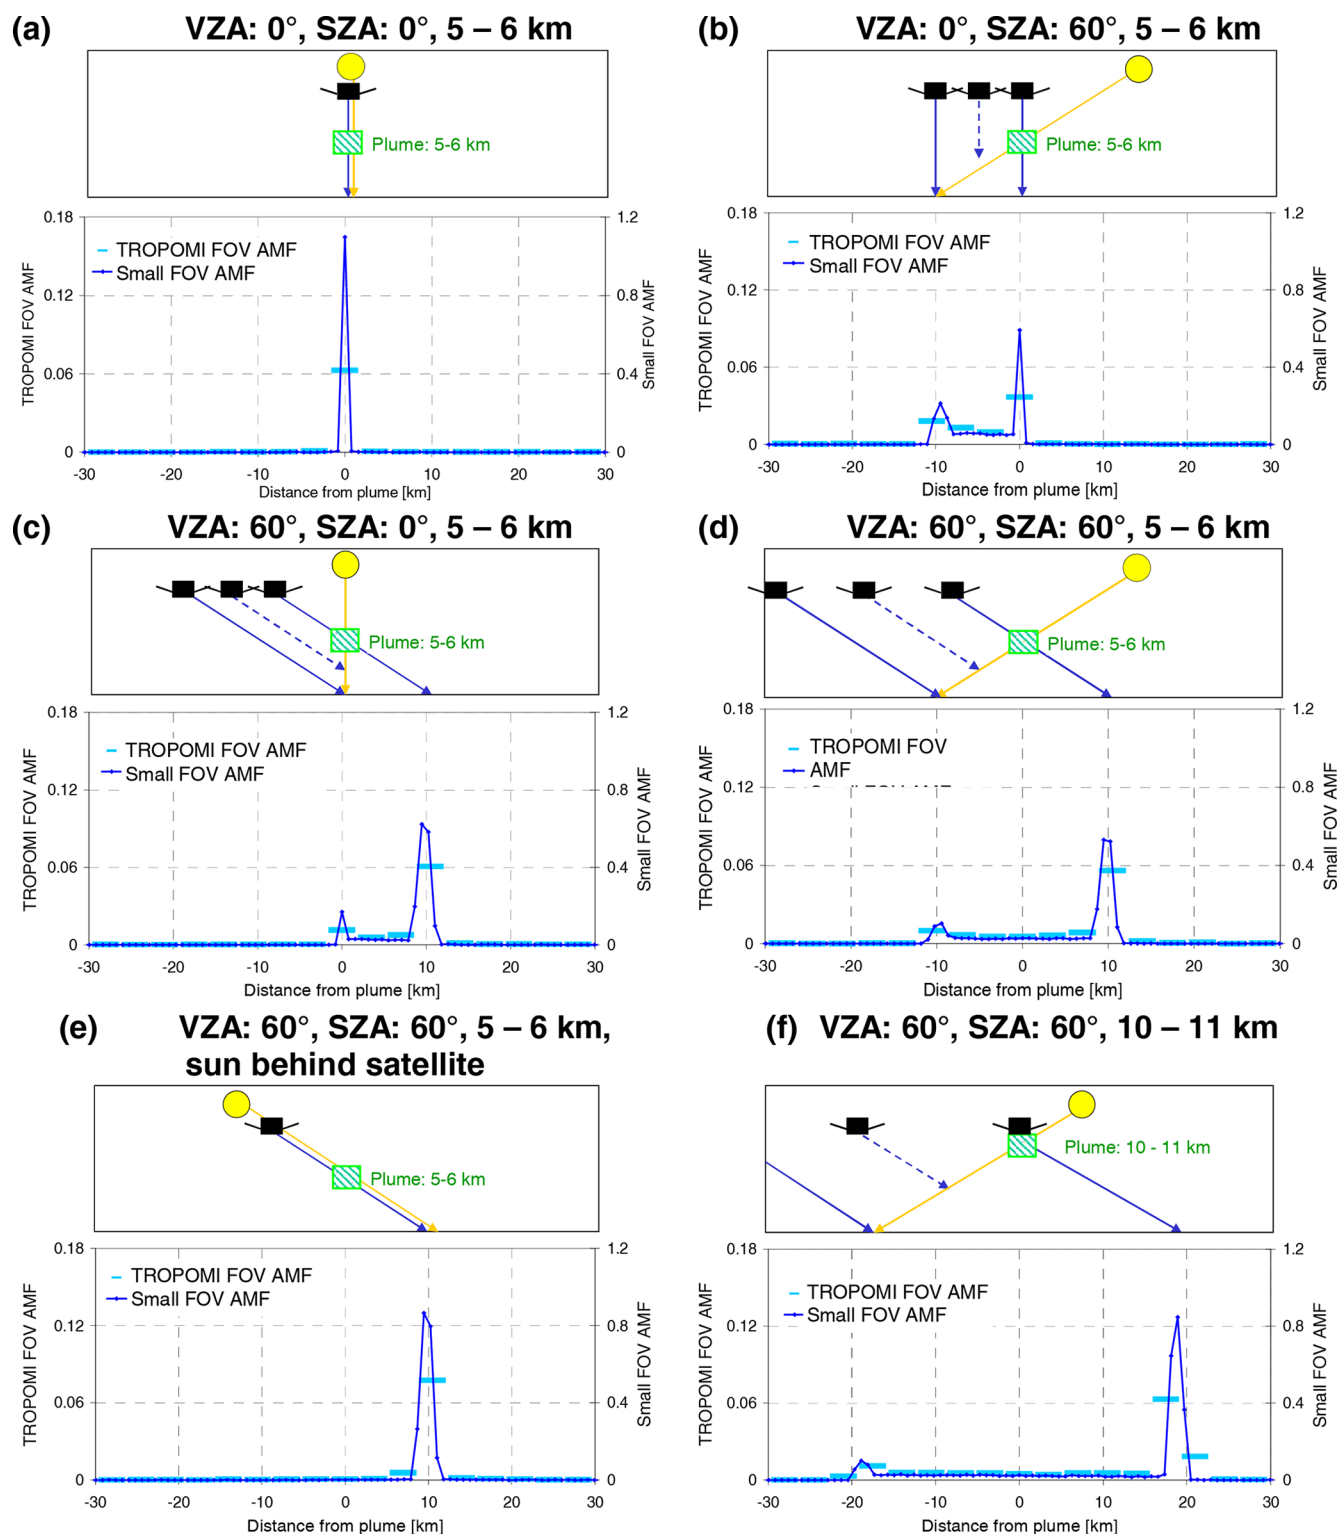 (a) VZA: 0°, SZA: 0°, 5 – 6 km
Plume: 5-6 km
0.18
0.12
0.06
0
1.2
0.8
0.4
0
TROPOMI FOV AMF
Small FOV AMF
TROPOMI FOV AMF
Small FOV AMF
-30 -20 -10 0 10 20 30
Distance from plume [km]
(b) VZA: 0°, SZA: 60°, 5 – 6 km
Plume: 5-6 km
0.18
0.12
0.06
0
1.2
0.8
0.4
0
TROPOMI FOV AMF
Small FOV AMF
TROPOMI FOV AMF
Small FOV AMF
-30 -20 -10 0 10 20 30
Distance from plume [km]
(c) VZA: 60°, SZA: 0°, 5 – 6 km
Plume: 5-6 km
0.18
0.12
0.06
0
1.2
0.8
0.4
0
TROPOMI FOV AMF
Small FOV AMF
TROPOMI FOV AMF
Small FOV AMF
-30 -20 -10 0 10 20 30
Distance from plume [km]
(d) VZA: 60°, SZA: 60°, 5 – 6 km
Plume: 5-6 km
0.18
0.12
0.06
0
1.2
0.8
0.4
0
TROPOMI FOV AMF
Small FOV AMF
TROPOMI FOV
AMF
-30 -20 -10 0 10 20 30
Distance from plume [km]
(e) VZA: 60°, SZA: 60°, 5 – 6 km,
sun behind satellite
Plume: 5-6 km
0.18
0.12
0.06
0
1.2
0.8
0.4
0
TROPOMI FOV AMF
Small FOV AMF
TROPOMI FOV AMF
Small FOV AMF
-30 -20 -10 0 10 20 30
Distance from plume [km]
(f) VZA: 60°, SZA: 60°, 10 – 11 km
Plume: 10 - 11 km
0.18
0.12
0.06
0
1.2
0.8
0.4
0
TROPOMI FOV AMF
Small FOV AMF
TROPOMI FOV AMF
Small FOV AMF
-30 -20 -10 0 10 20 30
Distance from plume [km]